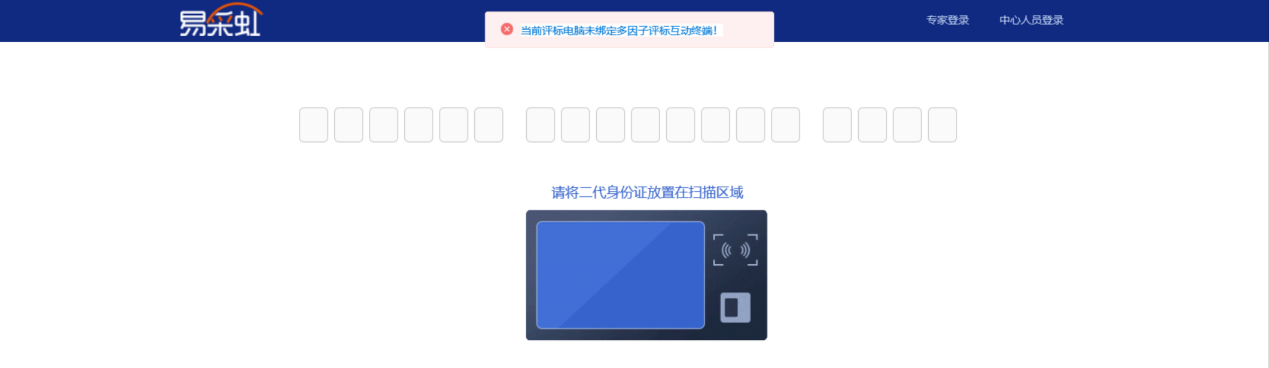 易采虹
当前评标电脑未绑定多因子评标互动终端!
专家登录
中心人员登录
请将二代身份证放置在扫描区域